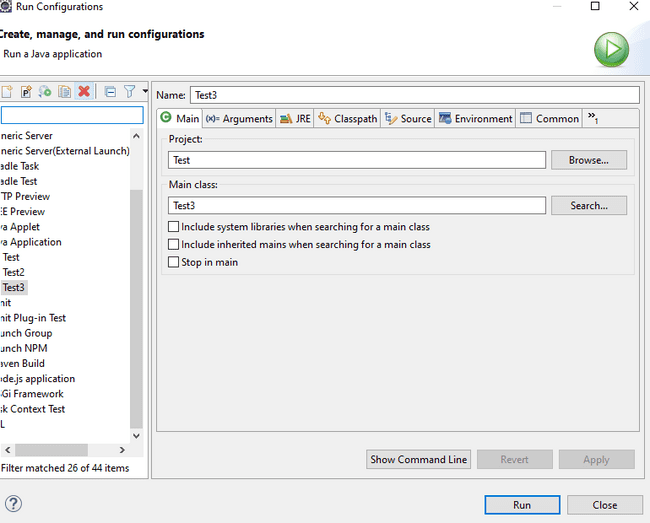 Run Configurations
Create, manage, and run configurations
Run a Java application
Name: Test3
Main (x)= Arguments JRE Classpath Source Environment Common »1
Project:
Test Browse...
Main class:
Test3 Search...
Include system libraries when searching for a main class
Include inherited mains when searching for a main class
Stop in main
neric Server
neric Server(External Launch)
adle Task
adle Test
TP Preview
EE Preview
va Applet
va Application
Test
Test2
Test3
nit
nit Plug-in Test
unch Group
unch NPM
aven Build
de.js application
Gi Framework
sk Context Test
L
Filter matched 26 of 44 items
Show Command Line Revert Apply
? Run Close